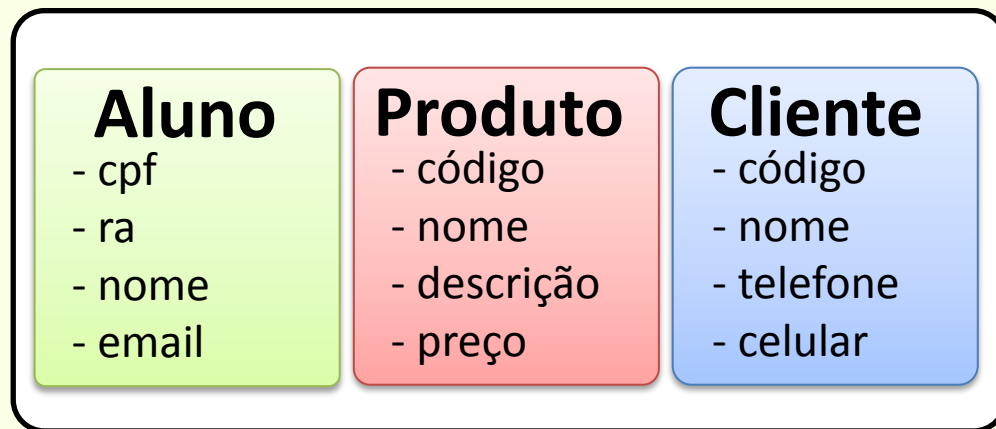 Aluno
- cpf
- ra
- nome
- email
Produto
- código
- nome
- descrição
- preço
Cliente
- código
- nome
- telefone
- celular